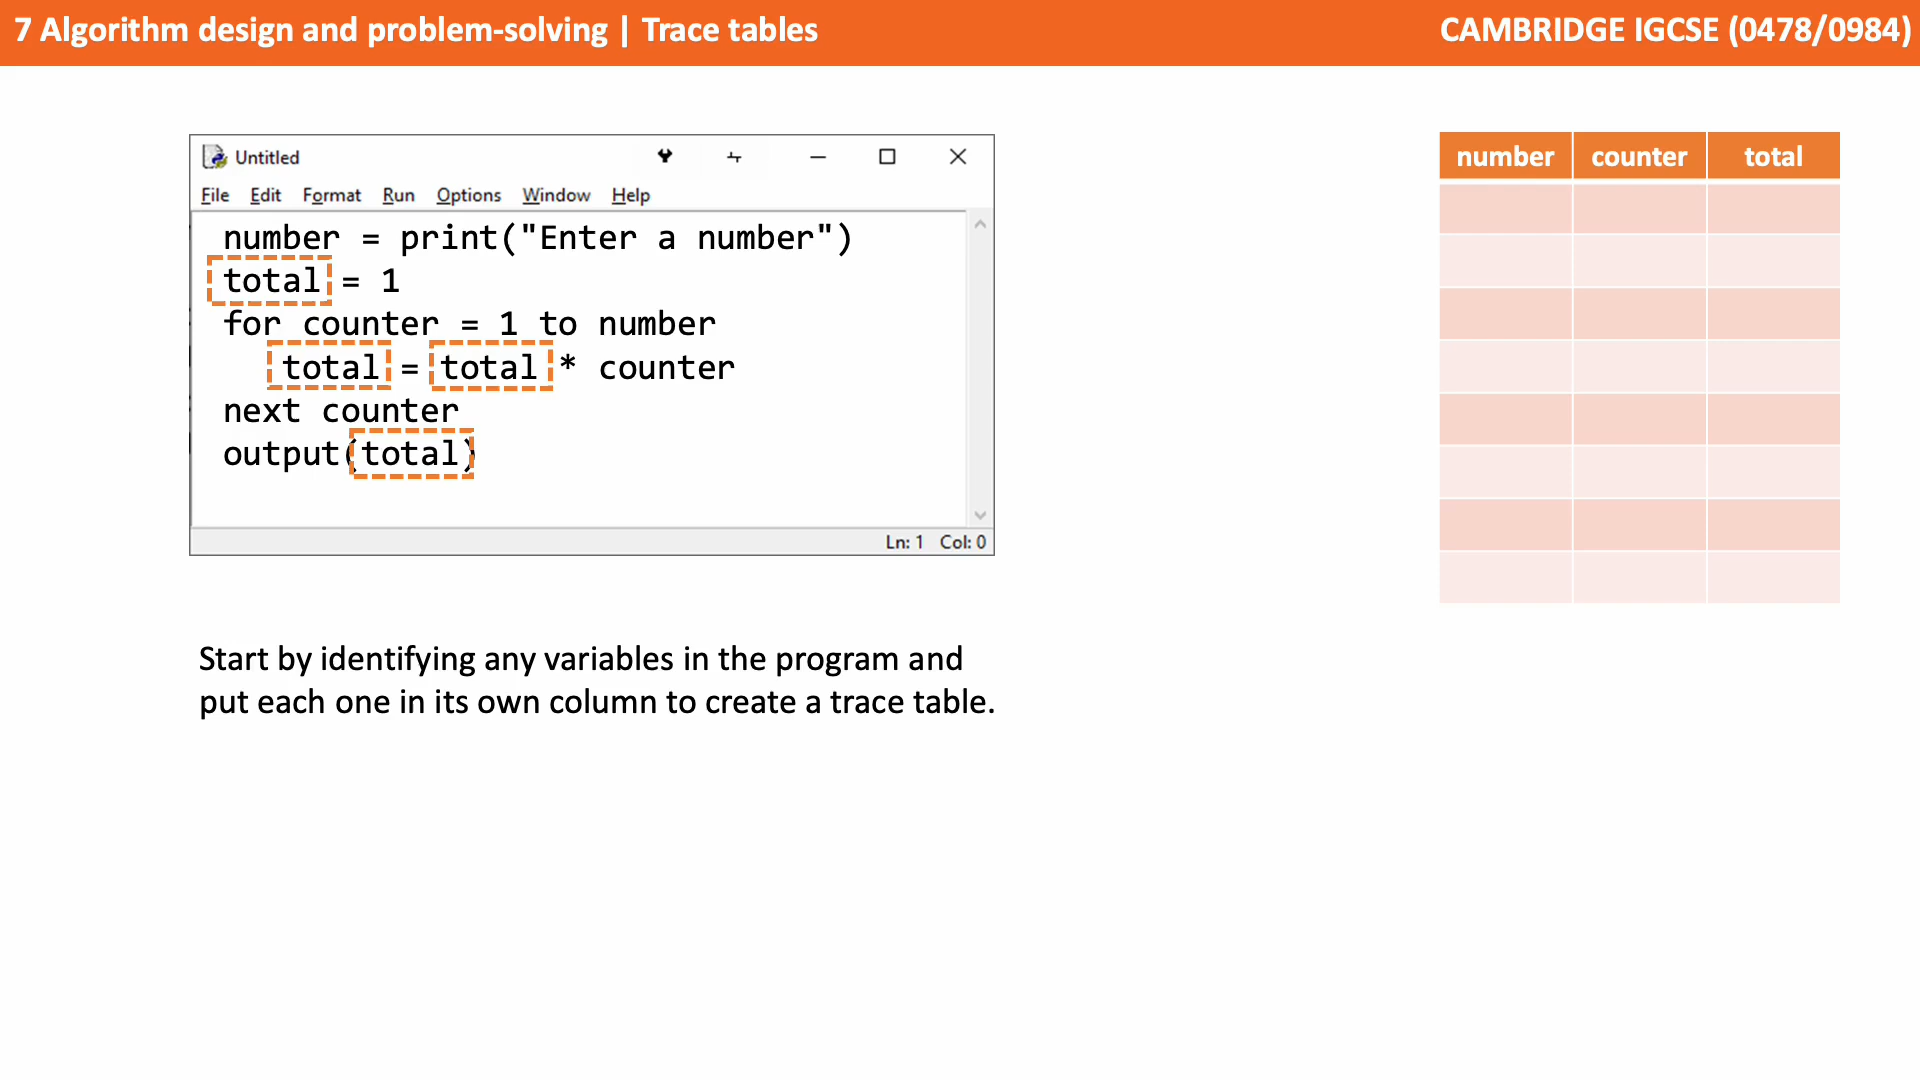 7 Algorithm design and problem-solving | Trace tables
CAMBRIDGE IGCSE (0478/0984)
Untitled
File Edit Format Run Options Window Help
number = print("Enter a number")
total = 1
for counter = 1 to number
total = total * counter
next counter
output(total)
Ln: 1 Col: 0
number counter total
Start by identifying any variables in the program and
put each one in its own column to create a trace table.